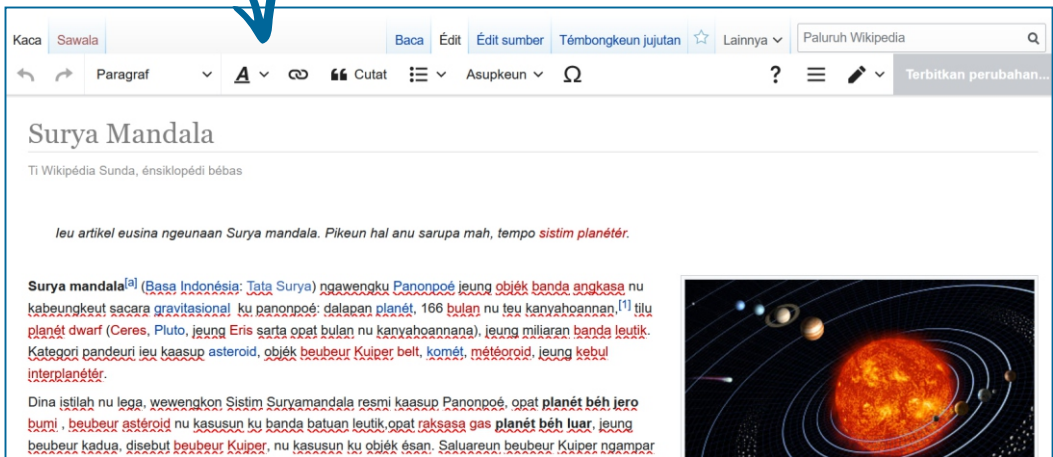 Kaca Sawala Baca Édit Édit sumber Témbongkeun jujutan Lainnya Paluruh Wikipedia
Paragraf A Cutat Asupkeun Ω ? Terbitkan perubahan...
Surya Mandala
Ti Wikipédia Sunda, énsiklopédi bébas
Ieu artikel eusina ngeunaan Surya mandala. Pikeun hal anu sarupa mah, tempo sistim planétér.
Surya mandala[a] (Basa Indonésia: Tata Surya) ngawengku Panonpoé jeung objék banda angkasa nu
kabeungkeut sacara gravitasional ku panonpoé: dalapan planét, 166 bulan nu teu kanyahoannan,[1] tilu
planét dwarf (Ceres, Pluto, jeung Eris sarta opat bulan nu kanyahoannana), jeung miliaran banda leutik.
Kategori pandeuri ieu kaasup asteroid, objék beubeur Kuiper belt, komét, météoroid, jeung kebul
interplanétér.
Dina istilah nu lega, wewengkon Sistim Suryamandala resmi kaasup Panonpoé, opat planét béh jero
bumi , beubeur astéroid nu kasusun ku banda batuan leutik,opat raksasa gas planét béh luar, jeung
beubeur kadua, disebut beubeur Kuiper, nu kasusun ku objék ésan. Saluareun beubeur Kuiper ngampar